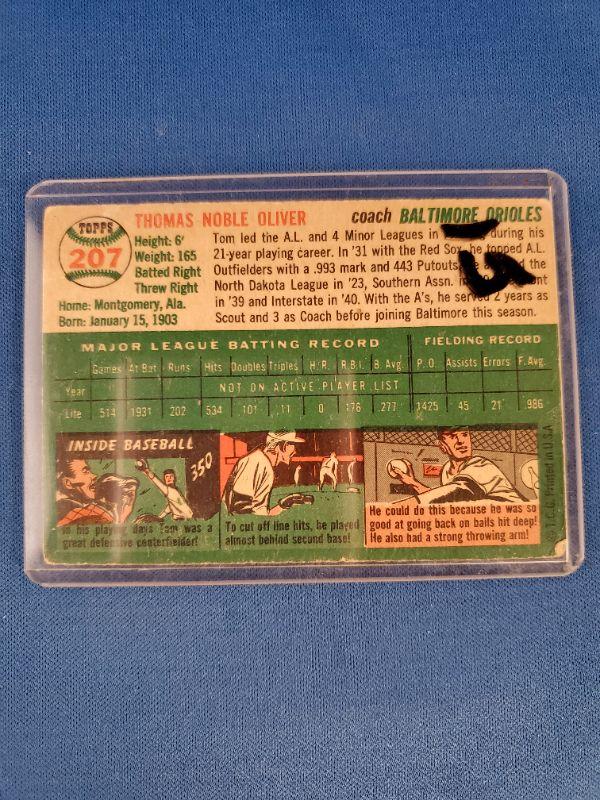 TOPPS
207
THOMAS NOBLE OLIVER
coach BALTIMORE ORIOLES
Height: 6'
Weight: 165
Batted Right
Threw Right
Home: Montgomery, Ala.
Born: January 15, 1903
Tom led the A.L. and 4 Minor Leagues in during his
21-year playing career. In '31 with the Red Sox, he topped A.L.
Outfielders with a .993 mark and 443 Putouts. the
North Dakota League in '23, Southern Assn. in
in '39 and Interstate in '40. With the A's, he served 2 years as
Scout and 3 as Coach before joining Baltimore this season.
MAJOR LEAGUE BATTING RECORD
FIELDING RECORD
Games At Bat Runs Hits Doubles Triples H.R. R.B.I. B. Avg. P.O. Assists Errors F. Avg.
Year NOT ON ACTIVE PLAYER LIST
Life 514 1931 202 534 101 11 0 176 .277 1425 45 21 .986
INSIDE BASEBALL
350
In his playing days Tom was a
great defensive centerfielder!
To cut off line hits, he played
almost behind second base!
He could do this because he was so
good at going back on balls hit deep!
He also had a strong throwing arm!
© T.C.G. Printed in U.S.A.